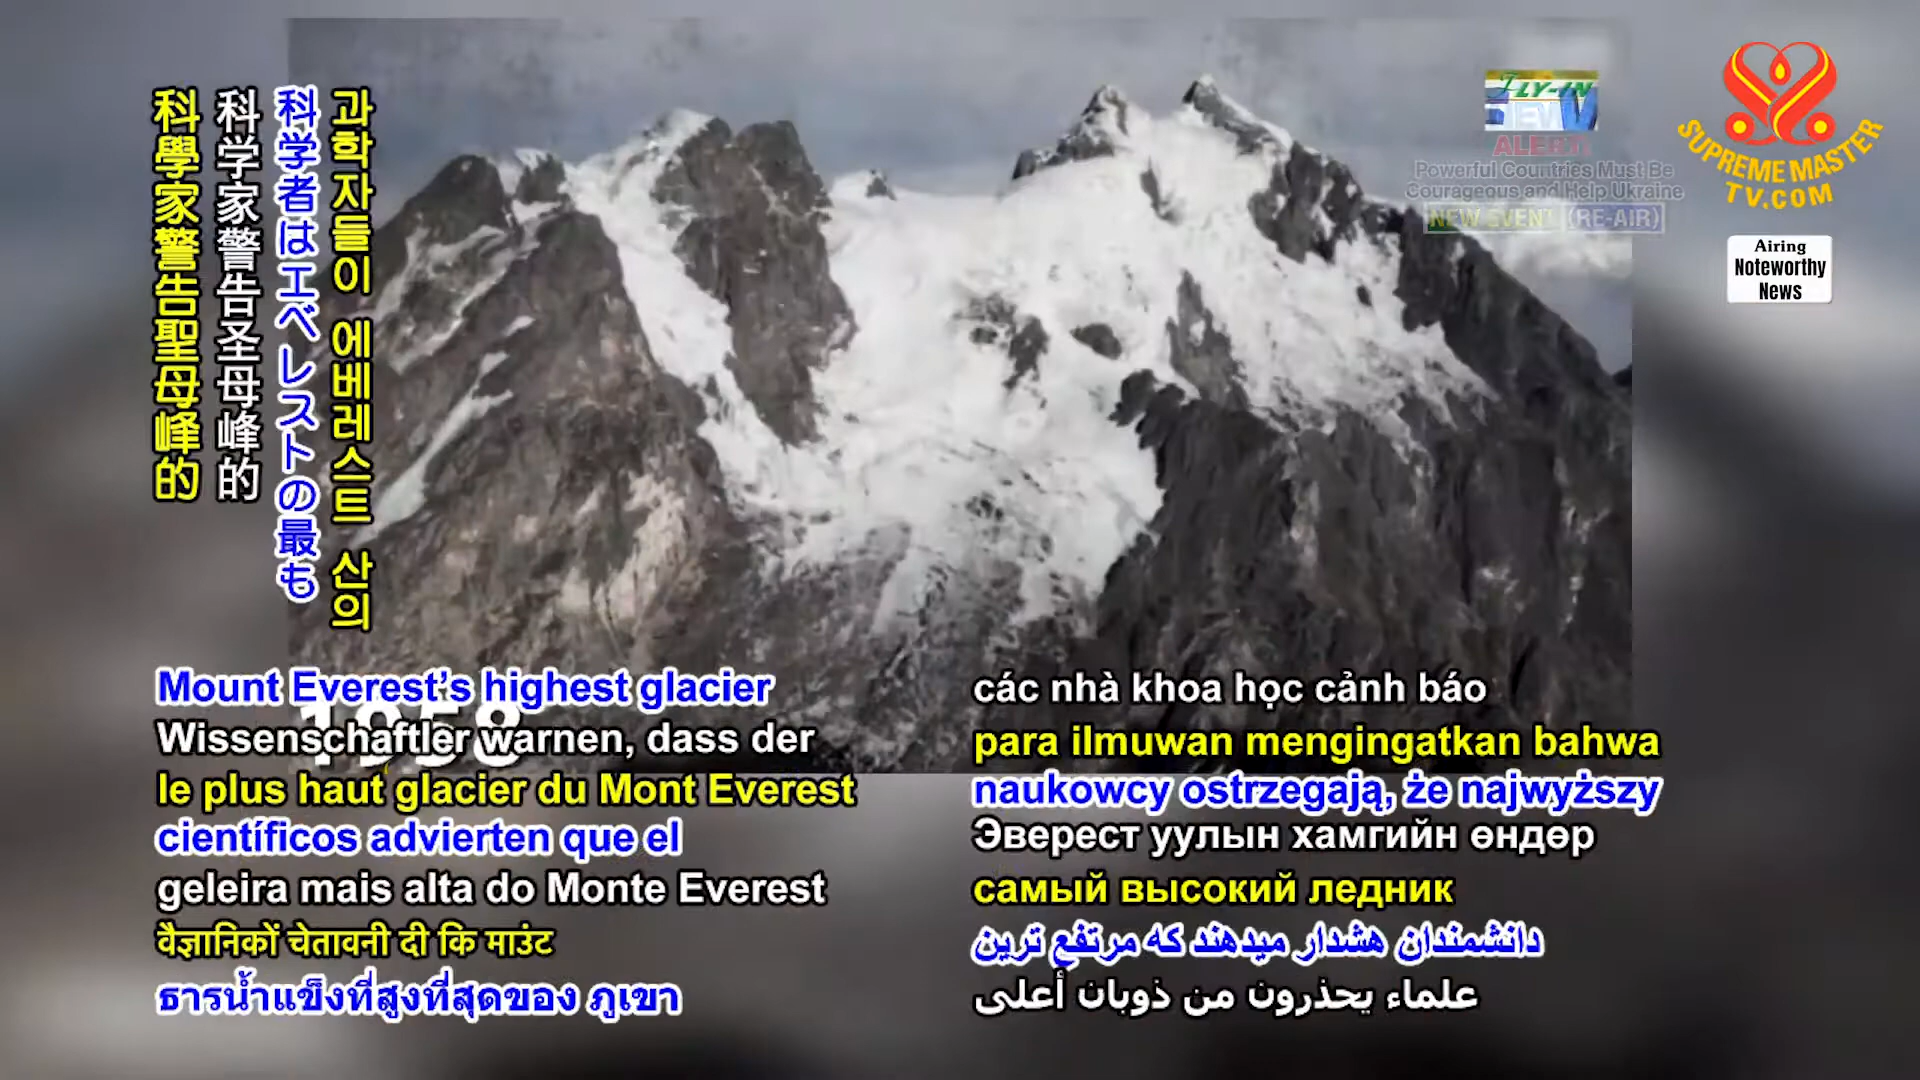 科學家警告聖母峰的
科学家警告圣母峰的
科学者はエベレストの最も
과학자들이 에베레스트 산의
FLY-IN
NEWS
ALERT:
Powerful Countries Must Be
Courageous and Help Ukraine
NEW EVENT (RE-AIR)
SUPREME MASTER
TV.COM
Airing
Noteworthy
News
1958
Mount Everest's highest glacier
Wissenschaftler warnen, dass der
le plus haut glacier du Mont Everest
científicos advierten que el
geleira mais alta do Monte Everest
वैज्ञानिकों चेतावनी दी कि माउंट
ธารน้ำแข็งที่สูงที่สุดของ ภูเขา
các nhà khoa học cảnh báo
para ilmuwan mengingatkan bahwa
naukowcy ostrzegają, że najwyższy
Эверест уулын хамгийн өндөр
самый высокий ледник
دانشمندان هشدار میدهند که مرتفع ترین
علماء يحذرون من ذوبان أعلى